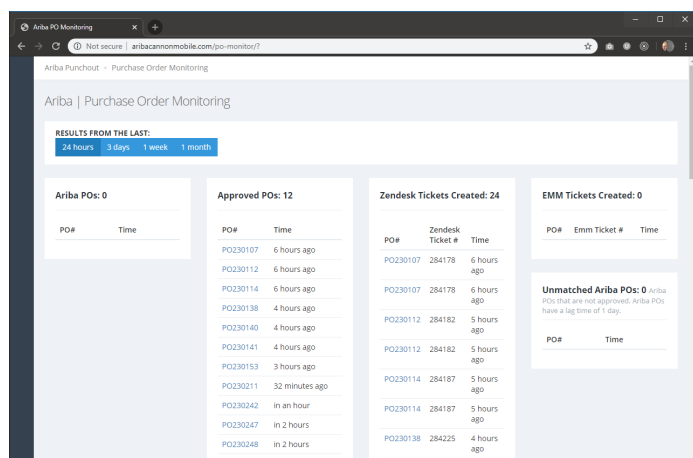 Ariba PO Monitoring
Not secure | aribacannonmobile.com/po-monitor/?
Ariba Punchout - Purchase Order Monitoring
Ariba | Purchase Order Monitoring
RESULTS FROM THE LAST:
24 hours 3 days 1 week 1 month
Ariba POs: 0
PO# Time
Approved POs: 12
PO# Time
PO230107 6 hours ago
PO230112 6 hours ago
PO230114 6 hours ago
PO230138 4 hours ago
PO230140 4 hours ago
PO230141 4 hours ago
PO230153 3 hours ago
PO230211 32 minutes ago
PO230242 in an hour
PO230247 in 2 hours
PO230248 in 2 hours
Zendesk Tickets Created: 24
Zendesk
PO# Ticket # Time
PO230107 284178 6 hours
ago
PO230107 284178 6 hours
ago
PO230112 284182 5 hours
ago
PO230112 284182 5 hours
ago
PO230114 284187 5 hours
ago
PO230114 284187 5 hours
ago
PO230138 284225 4 hours
ago
EMM Tickets Created: 0
PO# Emm Ticket # Time
Unmatched Ariba POs: 0 Ariba
POs that are not approved. Ariba POs
have a lag time of 1 day.
PO# Time